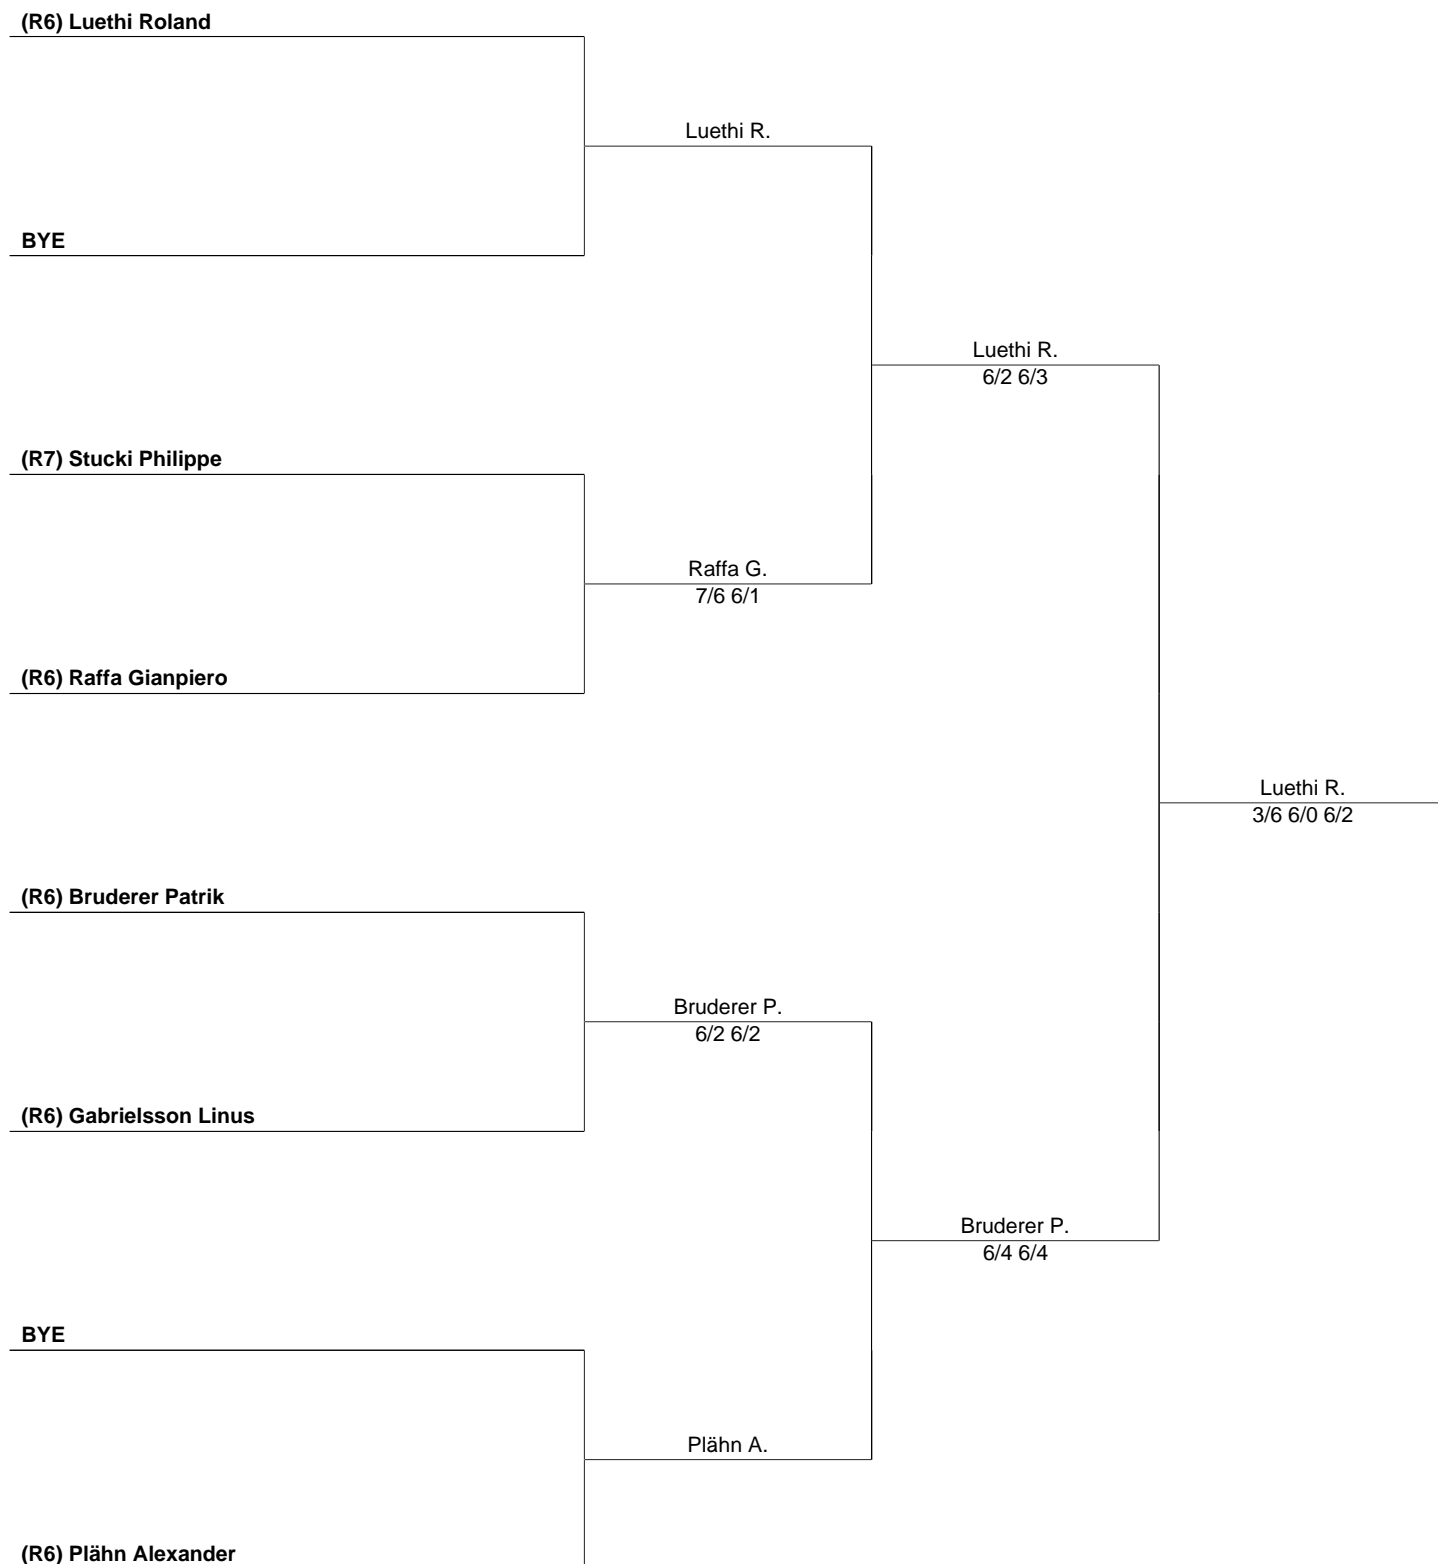 (R6) Luethi Roland
Luethi R.
BYE
Luethi R.
6/2 6/3
(R7) Stucki Philippe
Raffa G.
7/6 6/1
(R6) Raffa Gianpiero
Luethi R.
3/6 6/0 6/2
(R6) Bruderer Patrik
Bruderer P.
6/2 6/2
(R6) Gabrielsson Linus
Bruderer P.
6/4 6/4
BYE
Plähn A.
(R6) Plähn Alexander